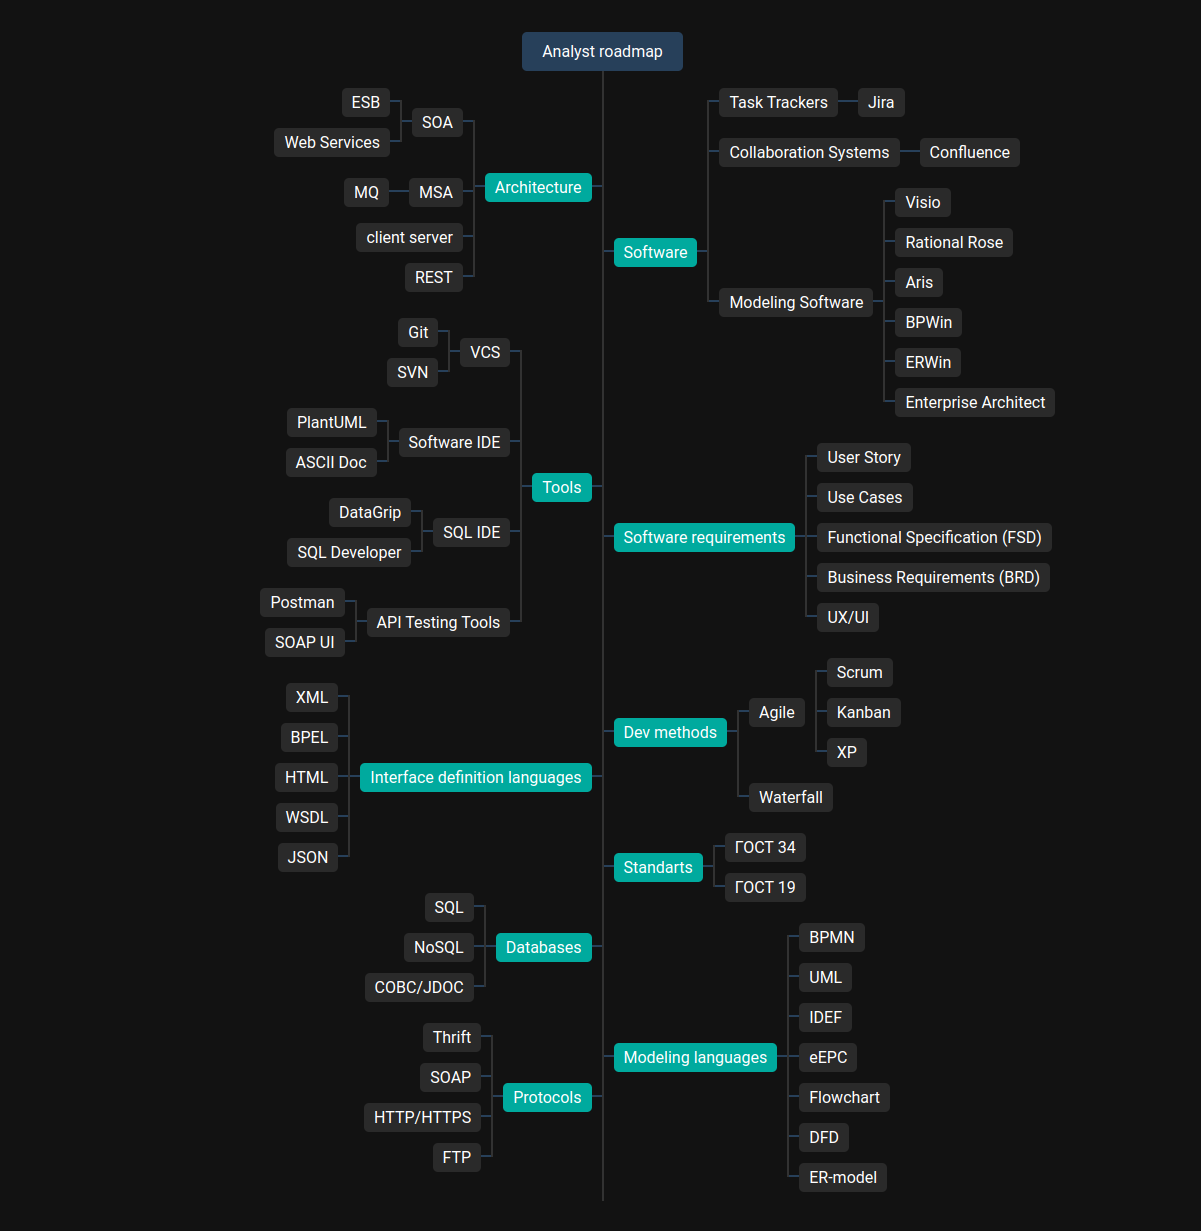 Analyst roadmap
Architecture
SOA
ESB
Web Services
MSA
MQ
client server
REST
Tools
VCS
Git
SVN
Software IDE
PlantUML
ASCII Doc
SQL IDE
DataGrip
SQL Developer
API Testing Tools
Postman
SOAP UI
Interface definition languages
XML
BPEL
HTML
WSDL
JSON
Databases
SQL
NoSQL
COBC/JDOC
Protocols
Thrift
SOAP
HTTP/HTTPS
FTP
Software
Task Trackers
Jira
Collaboration Systems
Confluence
Modeling Software
Visio
Rational Rose
Aris
BPWin
ERWin
Enterprise Architect
Software requirements
User Story
Use Cases
Functional Specification (FSD)
Business Requirements (BRD)
UX/UI
Dev methods
Agile
Scrum
Kanban
XP
Waterfall
Standarts
ГОСТ 34
ГОСТ 19
Modeling languages
BPMN
UML
IDEF
eEPC
Flowchart
DFD
ER-model